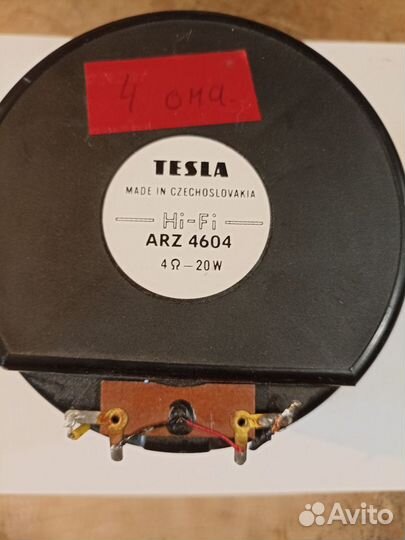 4 ома.
TESLA
MADE IN CZECHOSLOVAKIA
Hi-Fi
ARZ 4604
4Ω-20W
Avito